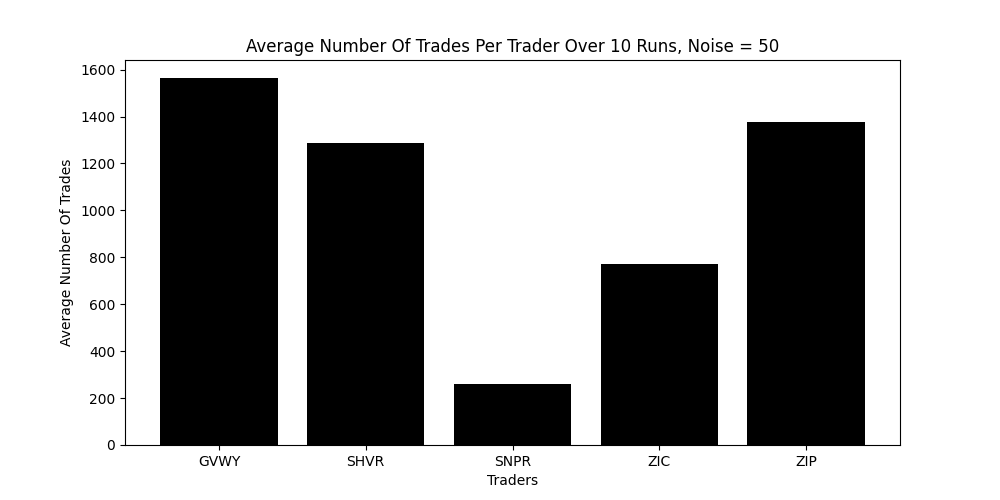 Average Number Of Trades Per Trader Over 10 Runs, Noise = 50
Average Number Of Trades
1600
1400
1200
1000
800
600
400
200
0
GVWY SHVR SNPR ZIC ZIP
Traders